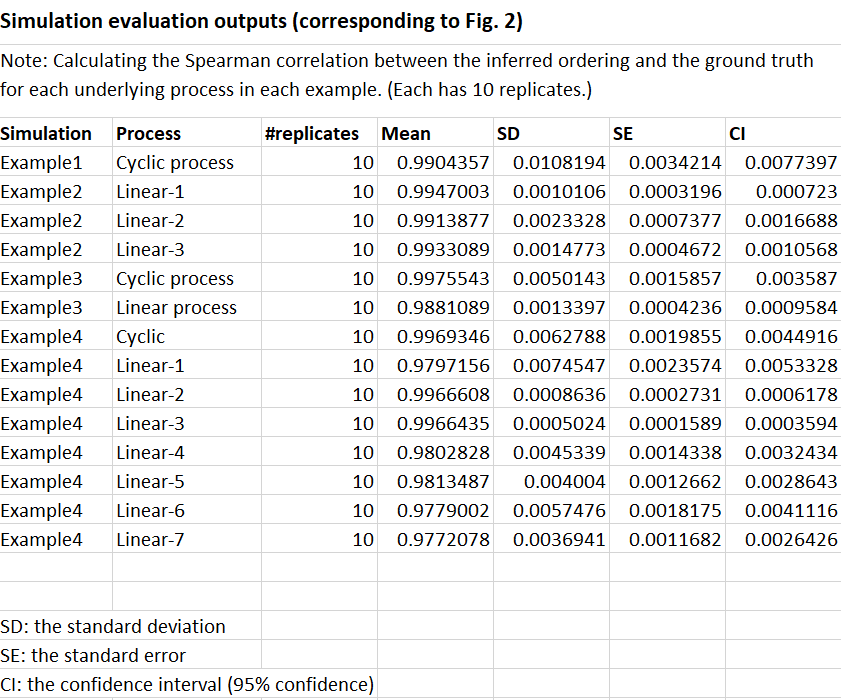 Simulation evaluation outputs (corresponding to Fig. 2)
Note: Calculating the Spearman correlation between the inferred ordering and the ground truth
for each underlying process in each example. (Each has 10 replicates.)
Simulation Process #replicates Mean SD SE CI
Example1 Cyclic process 10 0.9904357 0.0108194 0.0034214 0.0077397
Example2 Linear-1 10 0.9947003 0.0010106 0.0003196 0.000723
Example2 Linear-2 10 0.9913877 0.0023328 0.0007377 0.0016688
Example2 Linear-3 10 0.9933089 0.0014773 0.0004672 0.0010568
Example3 Cyclic process 10 0.9975543 0.0050143 0.0015857 0.003587
Example3 Linear process 10 0.9881089 0.0013397 0.0004236 0.0009584
Example4 Cyclic 10 0.9969346 0.0062788 0.0019855 0.0044916
Example4 Linear-1 10 0.9797156 0.0074547 0.0023574 0.0053328
Example4 Linear-2 10 0.9966608 0.0008636 0.0002731 0.0006178
Example4 Linear-3 10 0.9966435 0.0005024 0.0001589 0.0003594
Example4 Linear-4 10 0.9802828 0.0045339 0.0014338 0.0032434
Example4 Linear-5 10 0.9813487 0.004004 0.0012662 0.0028643
Example4 Linear-6 10 0.9779002 0.0057476 0.0018175 0.0041116
Example4 Linear-7 10 0.9772078 0.0036941 0.0011682 0.0026426
SD: the standard deviation
SE: the standard error
CI: the confidence interval (95% confidence)